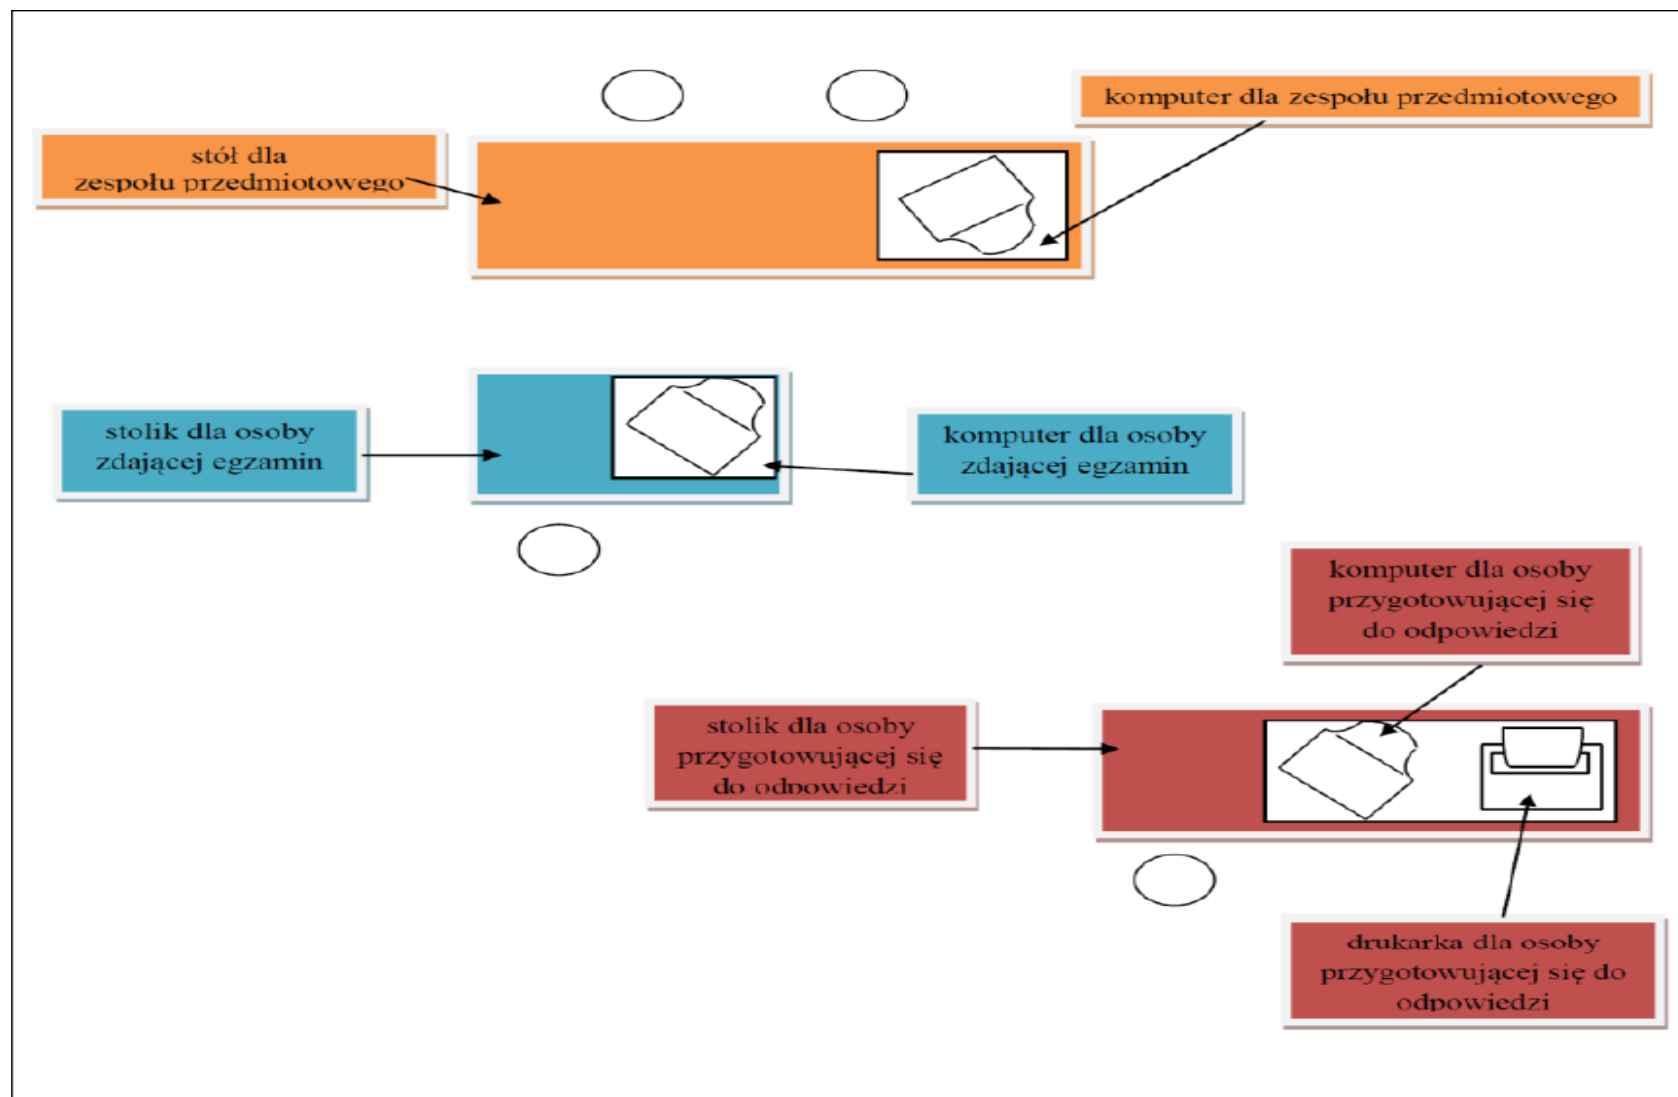 komputer dla zespołu przedmiotowego
stół dla
zespołu przedmiotowego
stolik dla osoby
zdającej egzamin
komputer dla osoby
zdającej egzamin
komputer dla osoby
przygotowującej się
do odpowiedzi
stolik dla osoby
przygotowującej się
do odpowiedzi
drukarka dla osoby
przygotowującej się do
odpowiedzi